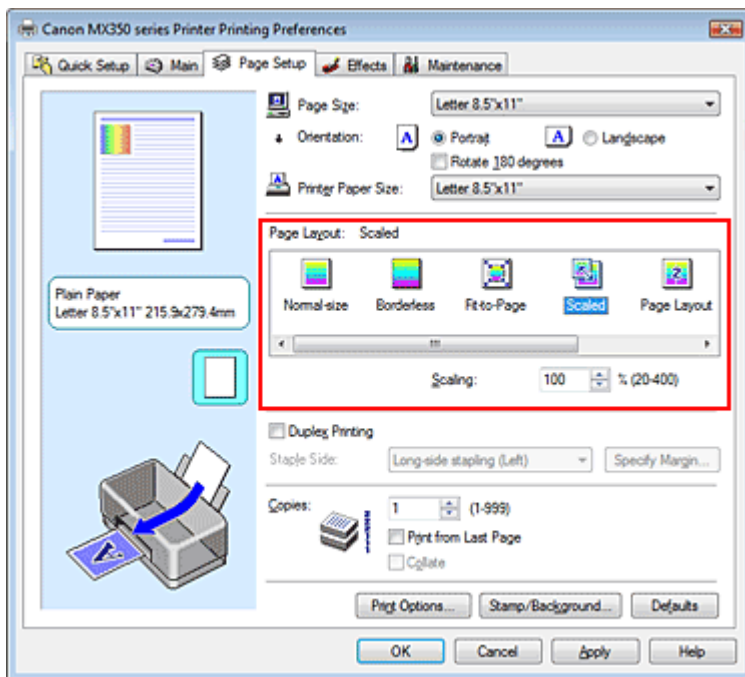 Canon MX350 series Printer Printing Preferences
Quick Setup Main Page Setup Effects Maintenance
Page Size: Letter 8.5"x11"
Orientation: A Portrait A Landscape
Rotate 180 degrees
Printer Paper Size: Letter 8.5"x11"
Page Layout: Scaled
Normal-size Borderless Fit-to-Page Scaled Page Layout
Plain Paper
Letter 8.5"x11" 215.9x279.4mm
Scaling: 100 % (20-400)
Duplex Printing
Staple Side: Long-side stapling (Left) Specify Margin...
Copies: 1 (1-999)
Print from Last Page
Collate
A
Print Options... Stamp/Background... Defaults
OK Cancel Apply Help